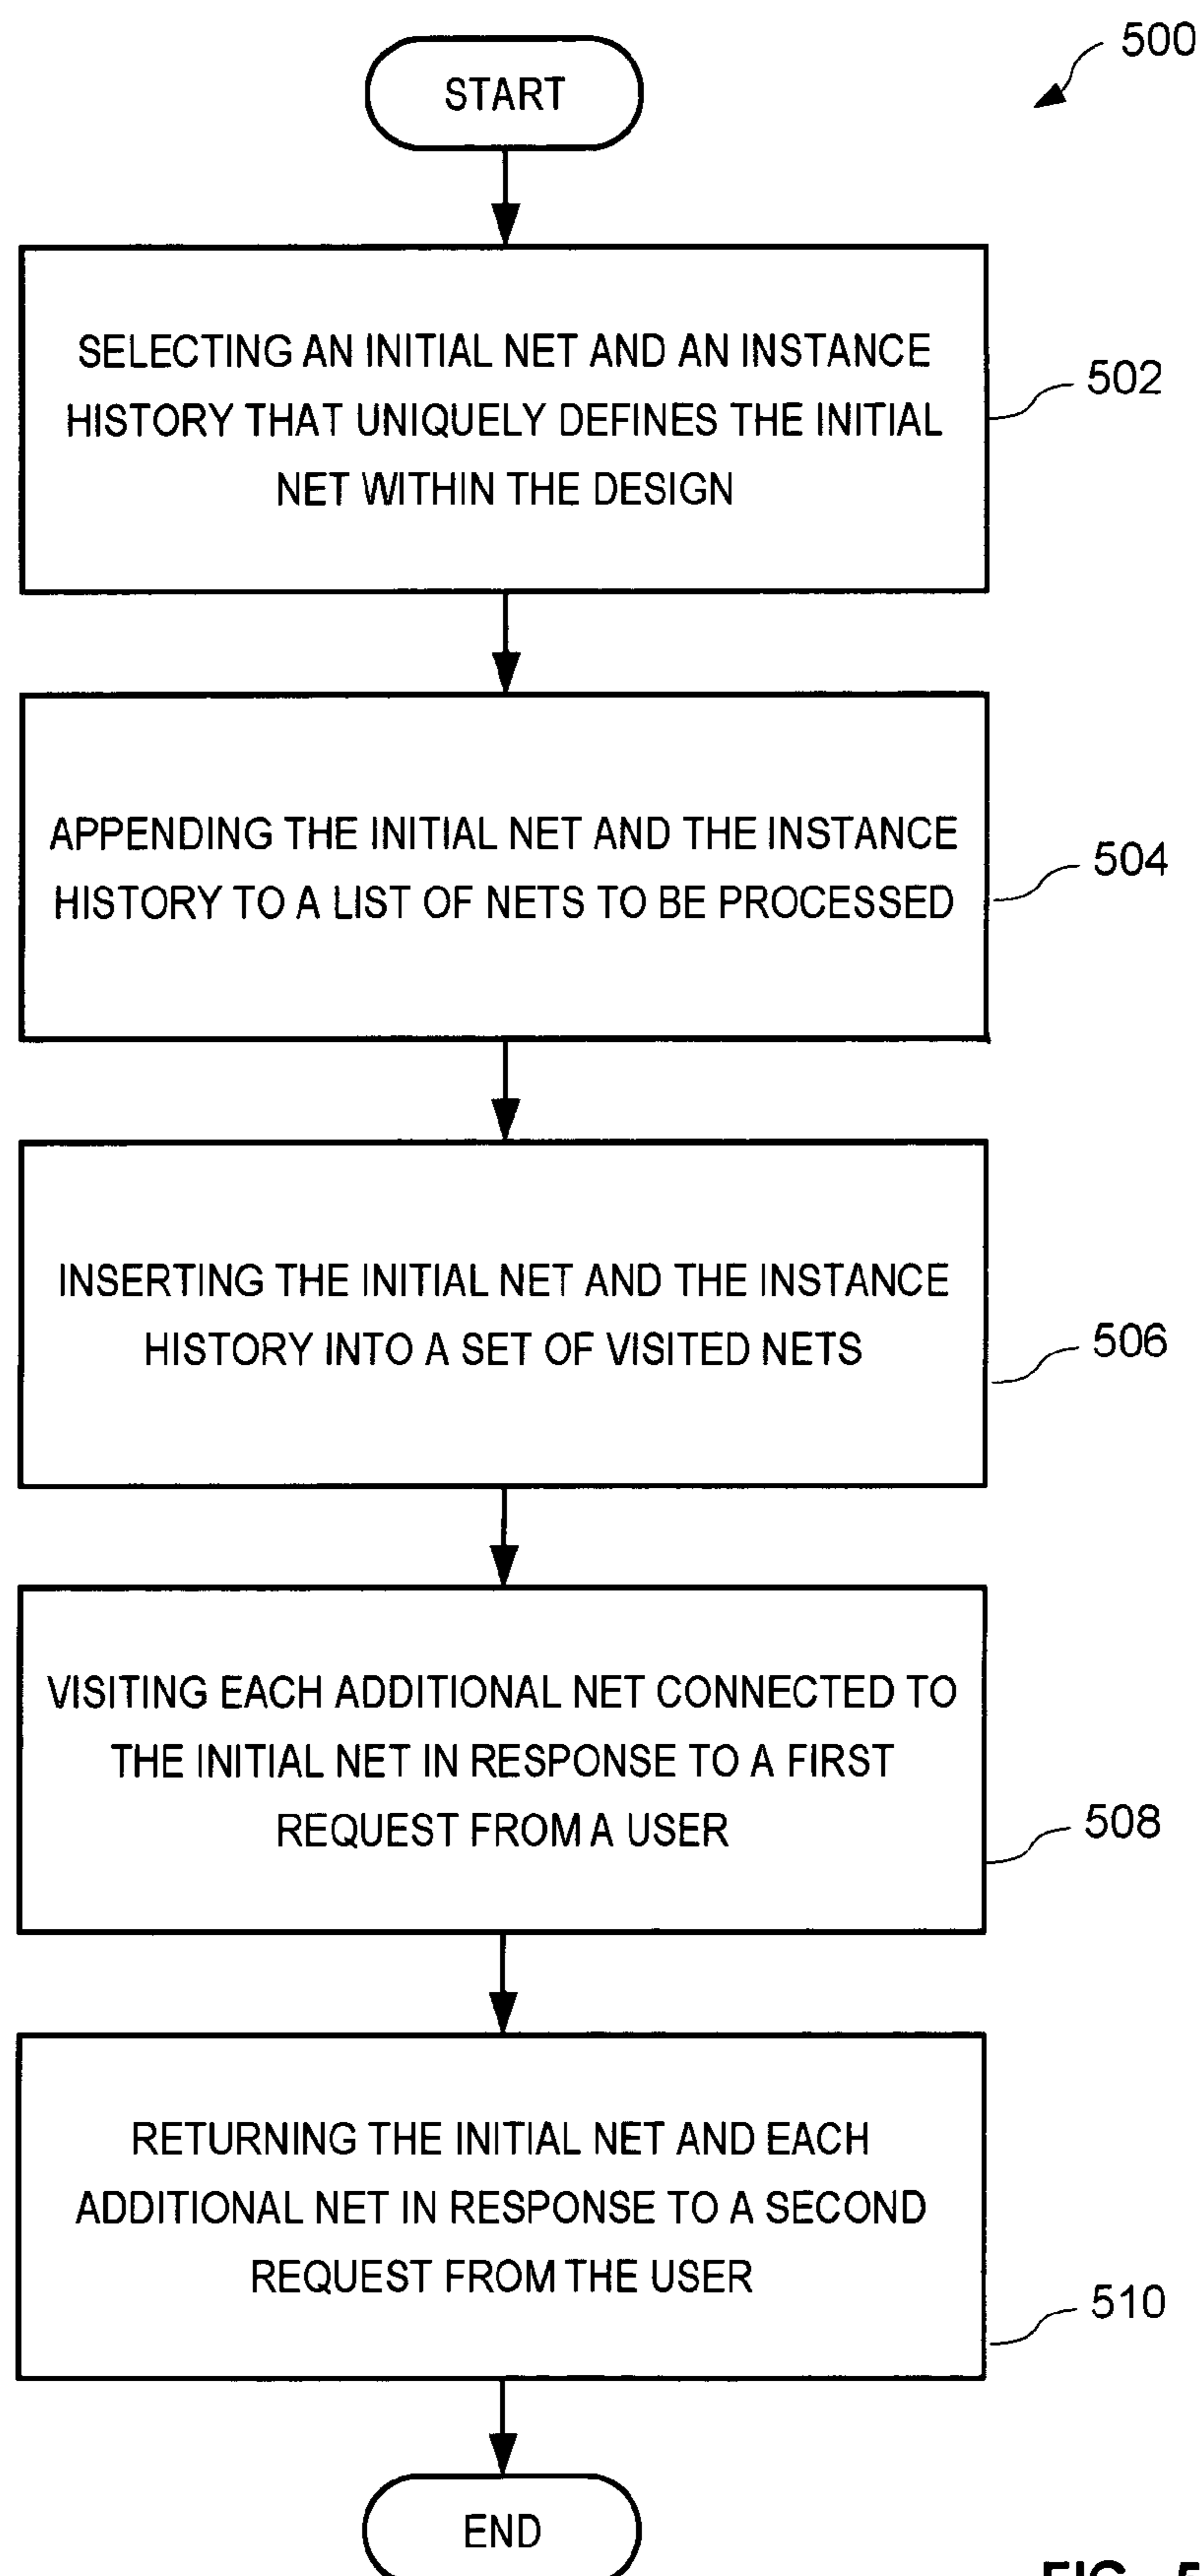 500
START
SELECTING AN INITIAL NET AND AN INSTANCE
HISTORY THAT UNIQUELY DEFINES THE INITIAL
NET WITHIN THE DESIGN
502
APPENDING THE INITIAL NET AND THE INSTANCE
HISTORY TO A LIST OF NETS TO BE PROCESSED
504
INSERTING THE INITIAL NET AND THE INSTANCE
HISTORY INTO A SET OF VISITED NETS
506
VISITING EACH ADDITIONAL NET CONNECTED TO
THE INITIAL NET IN RESPONSE TO A FIRST
REQUEST FROM A USER
508
RETURNING THE INITIAL NET AND EACH
ADDITIONAL NET IN RESPONSE TO A SECOND
REQUEST FROM THE USER
510
END
FIG. 5